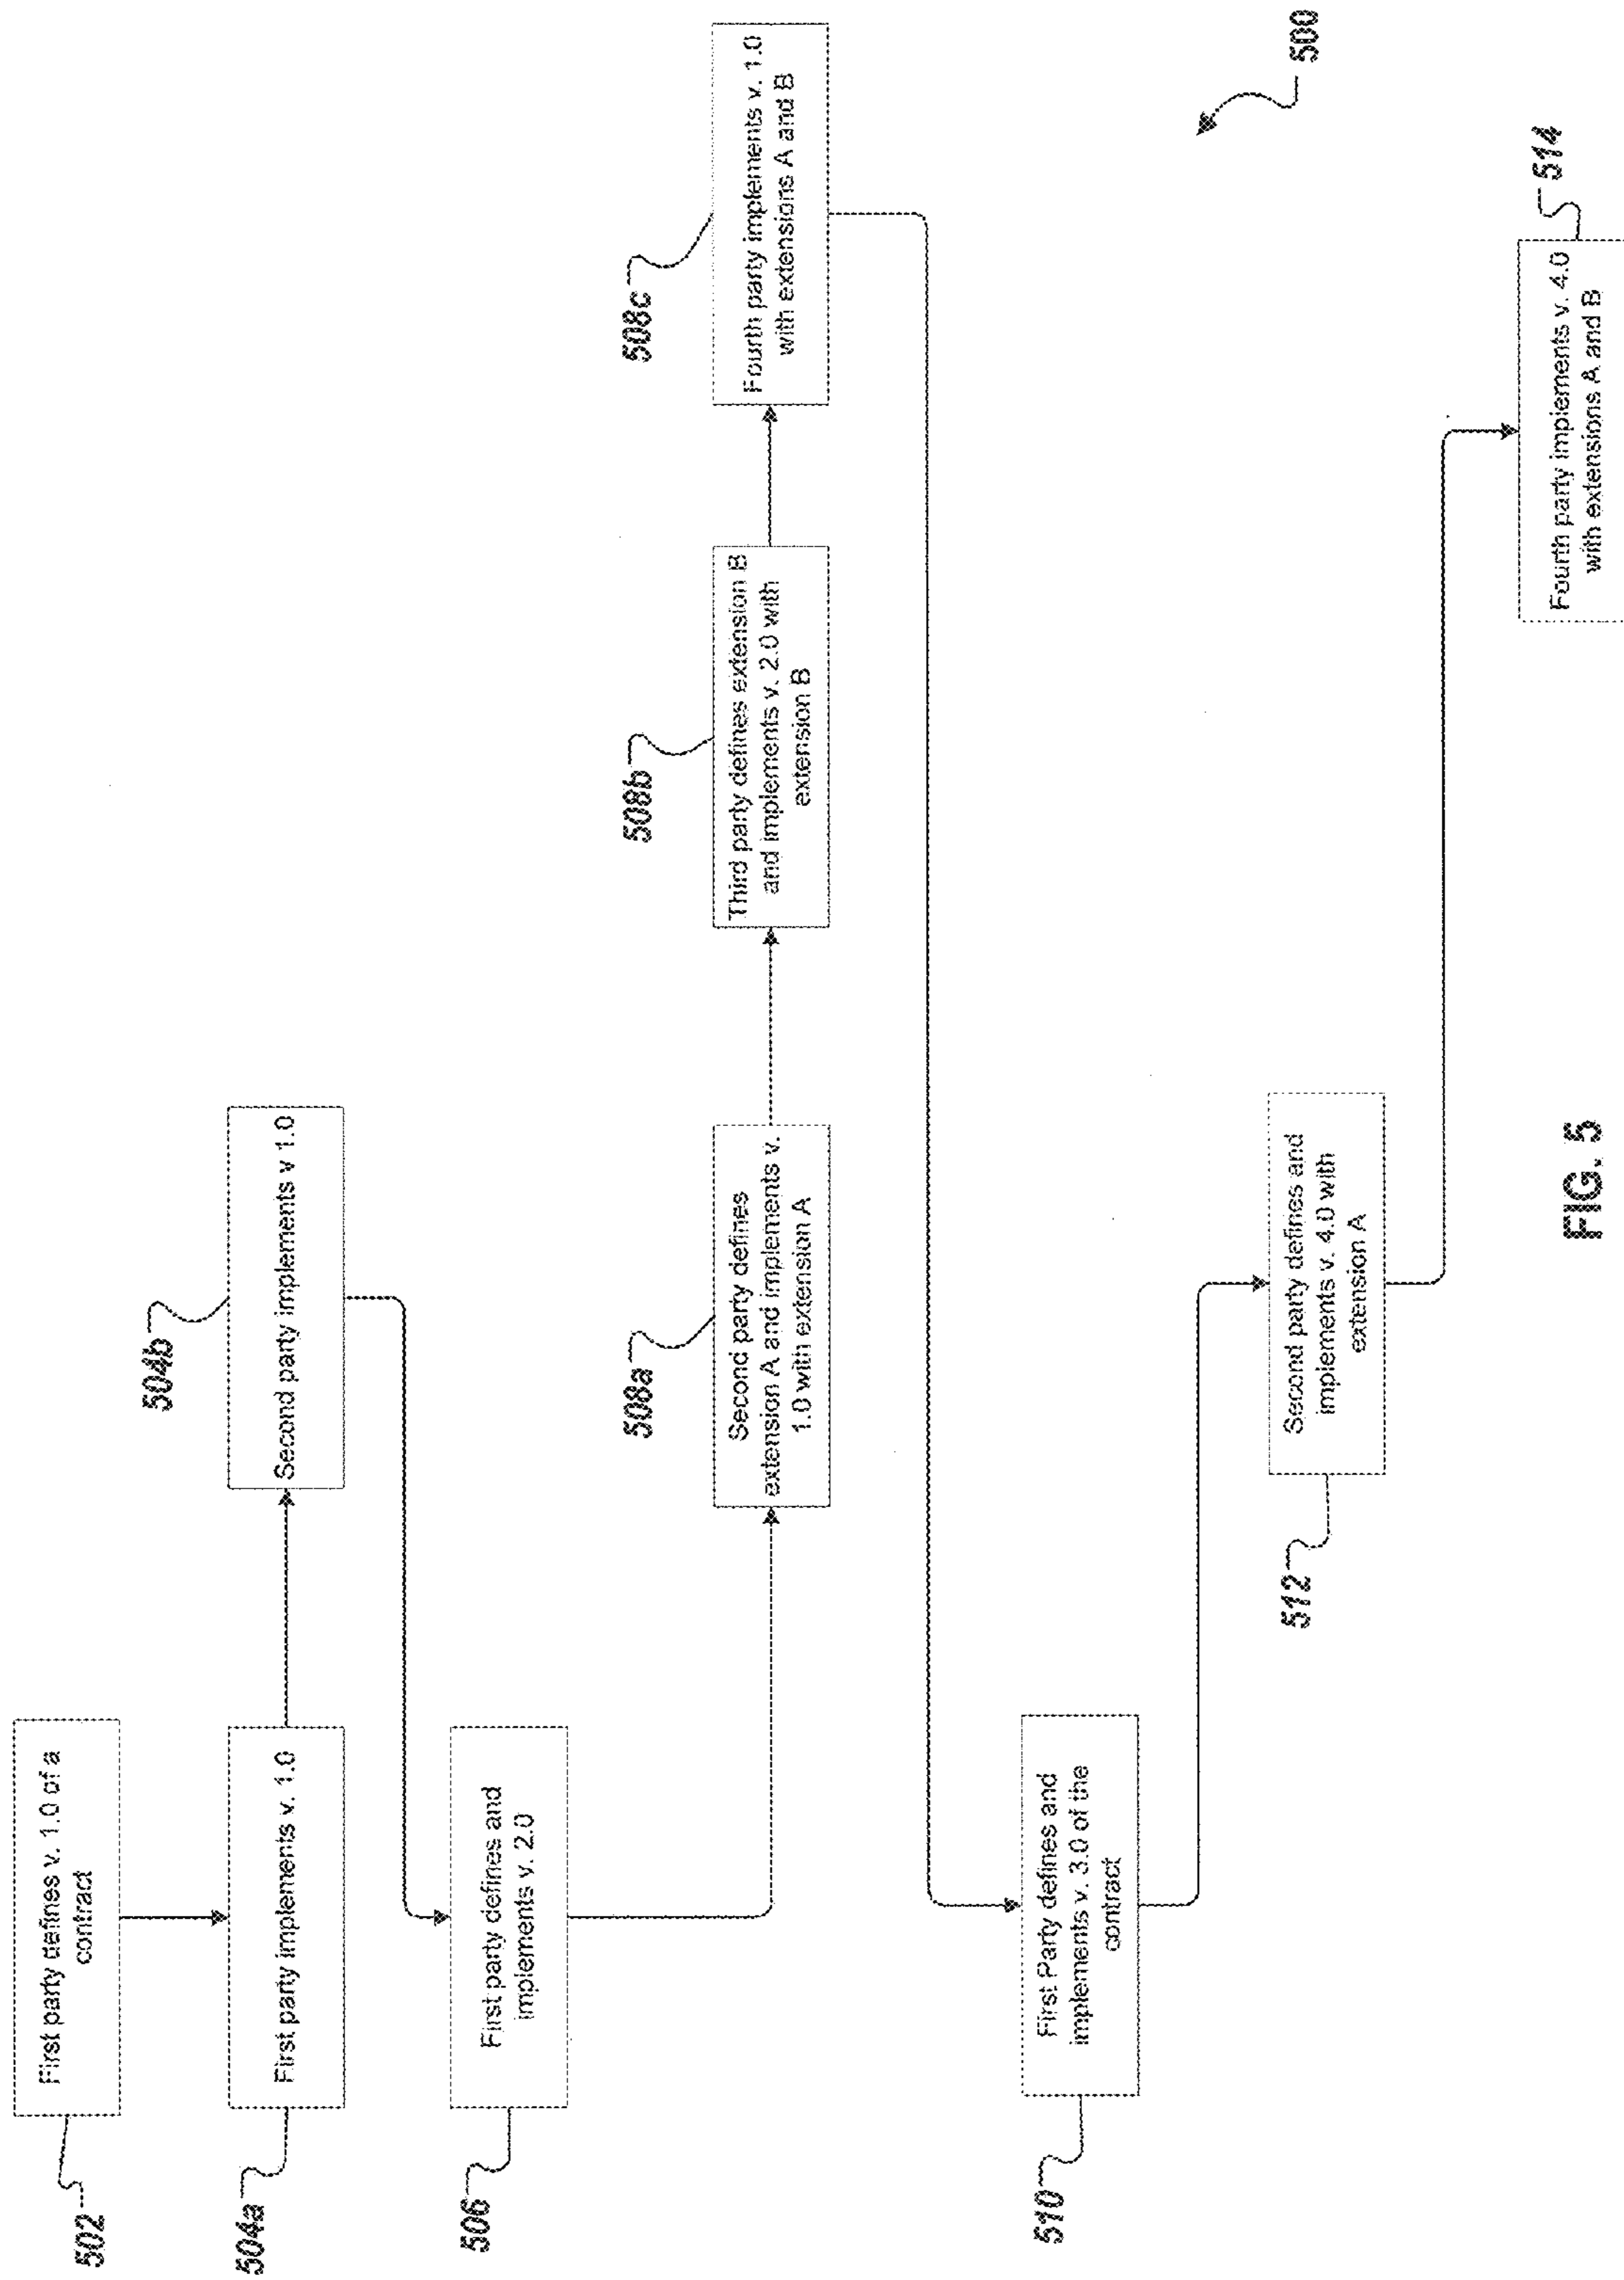 502
First party defines v. 1.0 of a
contract
504a
First party implements v. 1.0
504b
Second party implements v 1.0
506
First party defines and
implements v. 2.0
508a
Second party defines
extension A and implements v.
1.0 with extension A
508b
Third party defines extension B
and implements v. 2.0 with
extension B
508c
Fourth party implements v. 1.0
with extensions A and B
510
First Party defines and
implements v. 3.0 of the
contract
512
Second party defines and
implements v. 4.0 with
extension A
514
Fourth party implements v. 4.0
with extensions A and B
500
FIG. 5